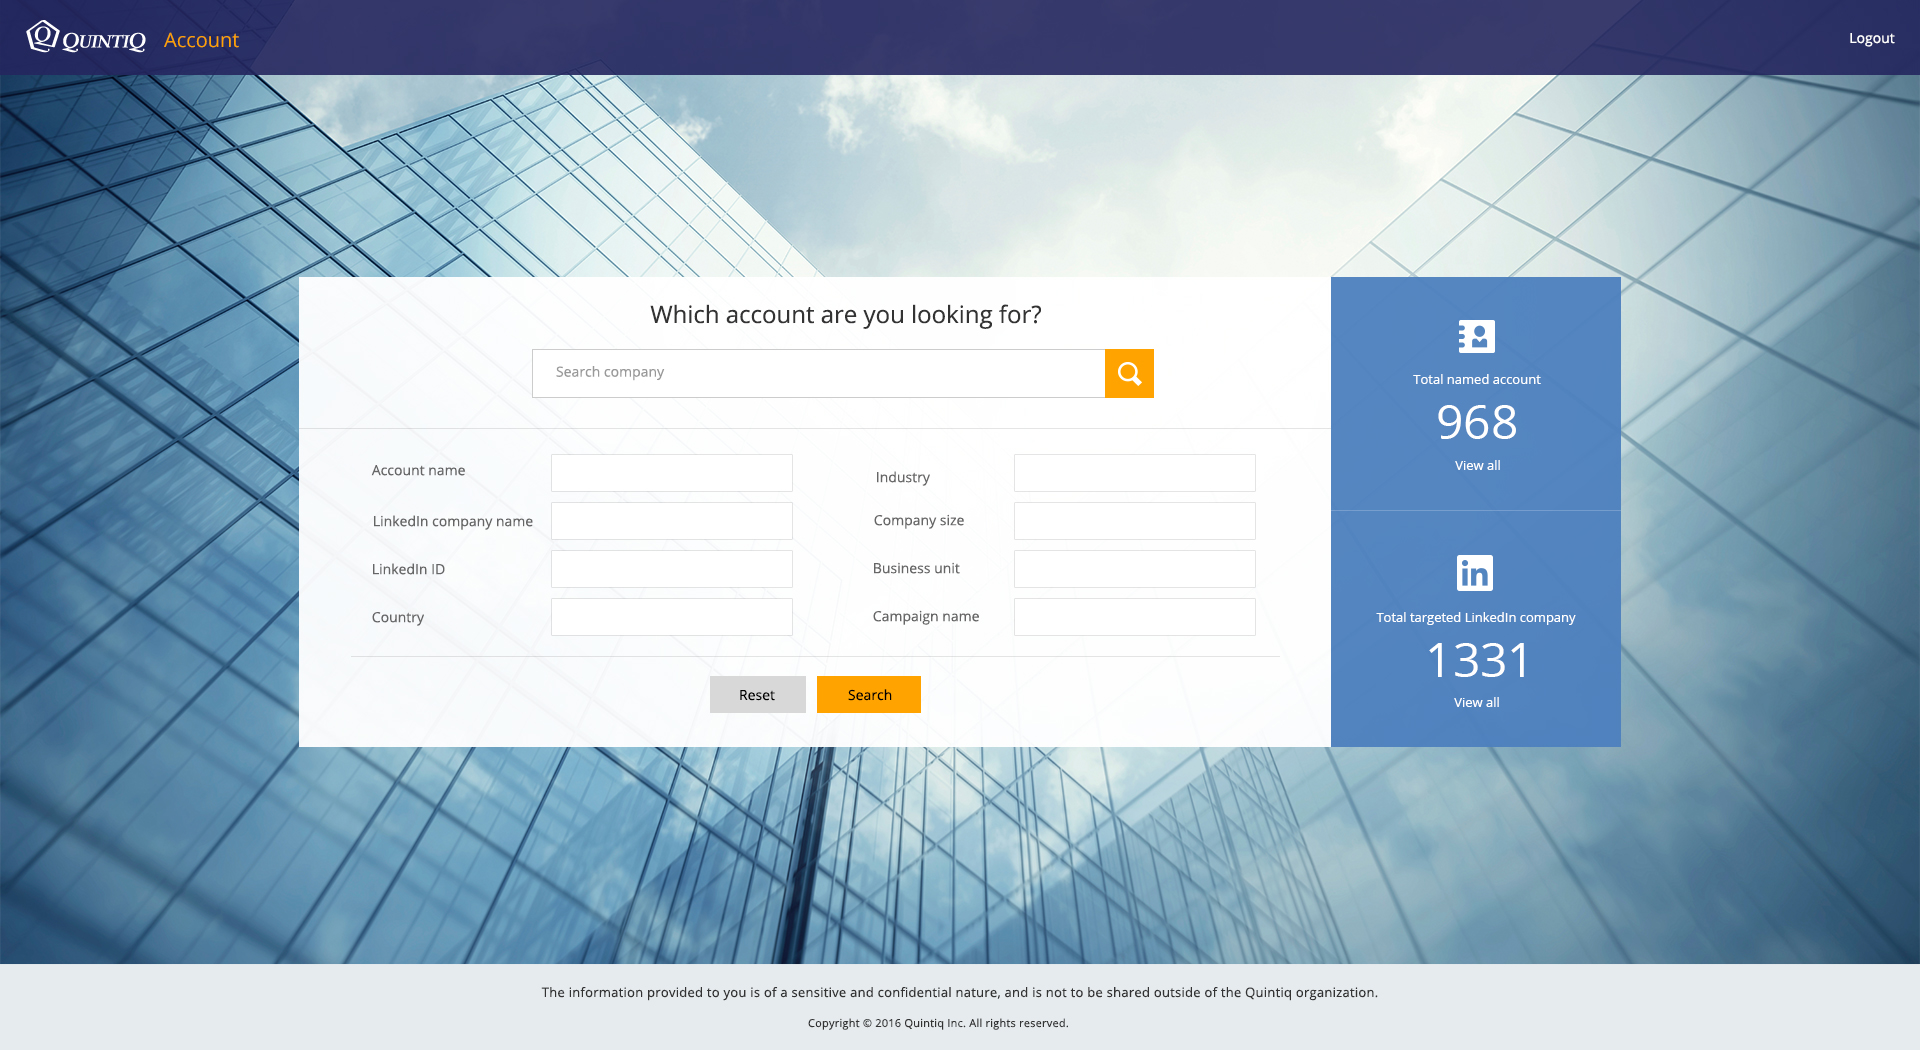 QUINTIQ Account
Logout
Which account are you looking for?
Search company
Account name
Industry
LinkedIn company name
Company size
LinkedIn ID
Business unit
Country
Campaign name
Reset
Search
Total named account
968
View all
in
Total targeted LinkedIn company
1331
View all
The information provided to you is of a sensitive and confidential nature, and is not to be shared outside of the Quintiq organization.
Copyright © 2016 Quintiq Inc. All rights reserved.